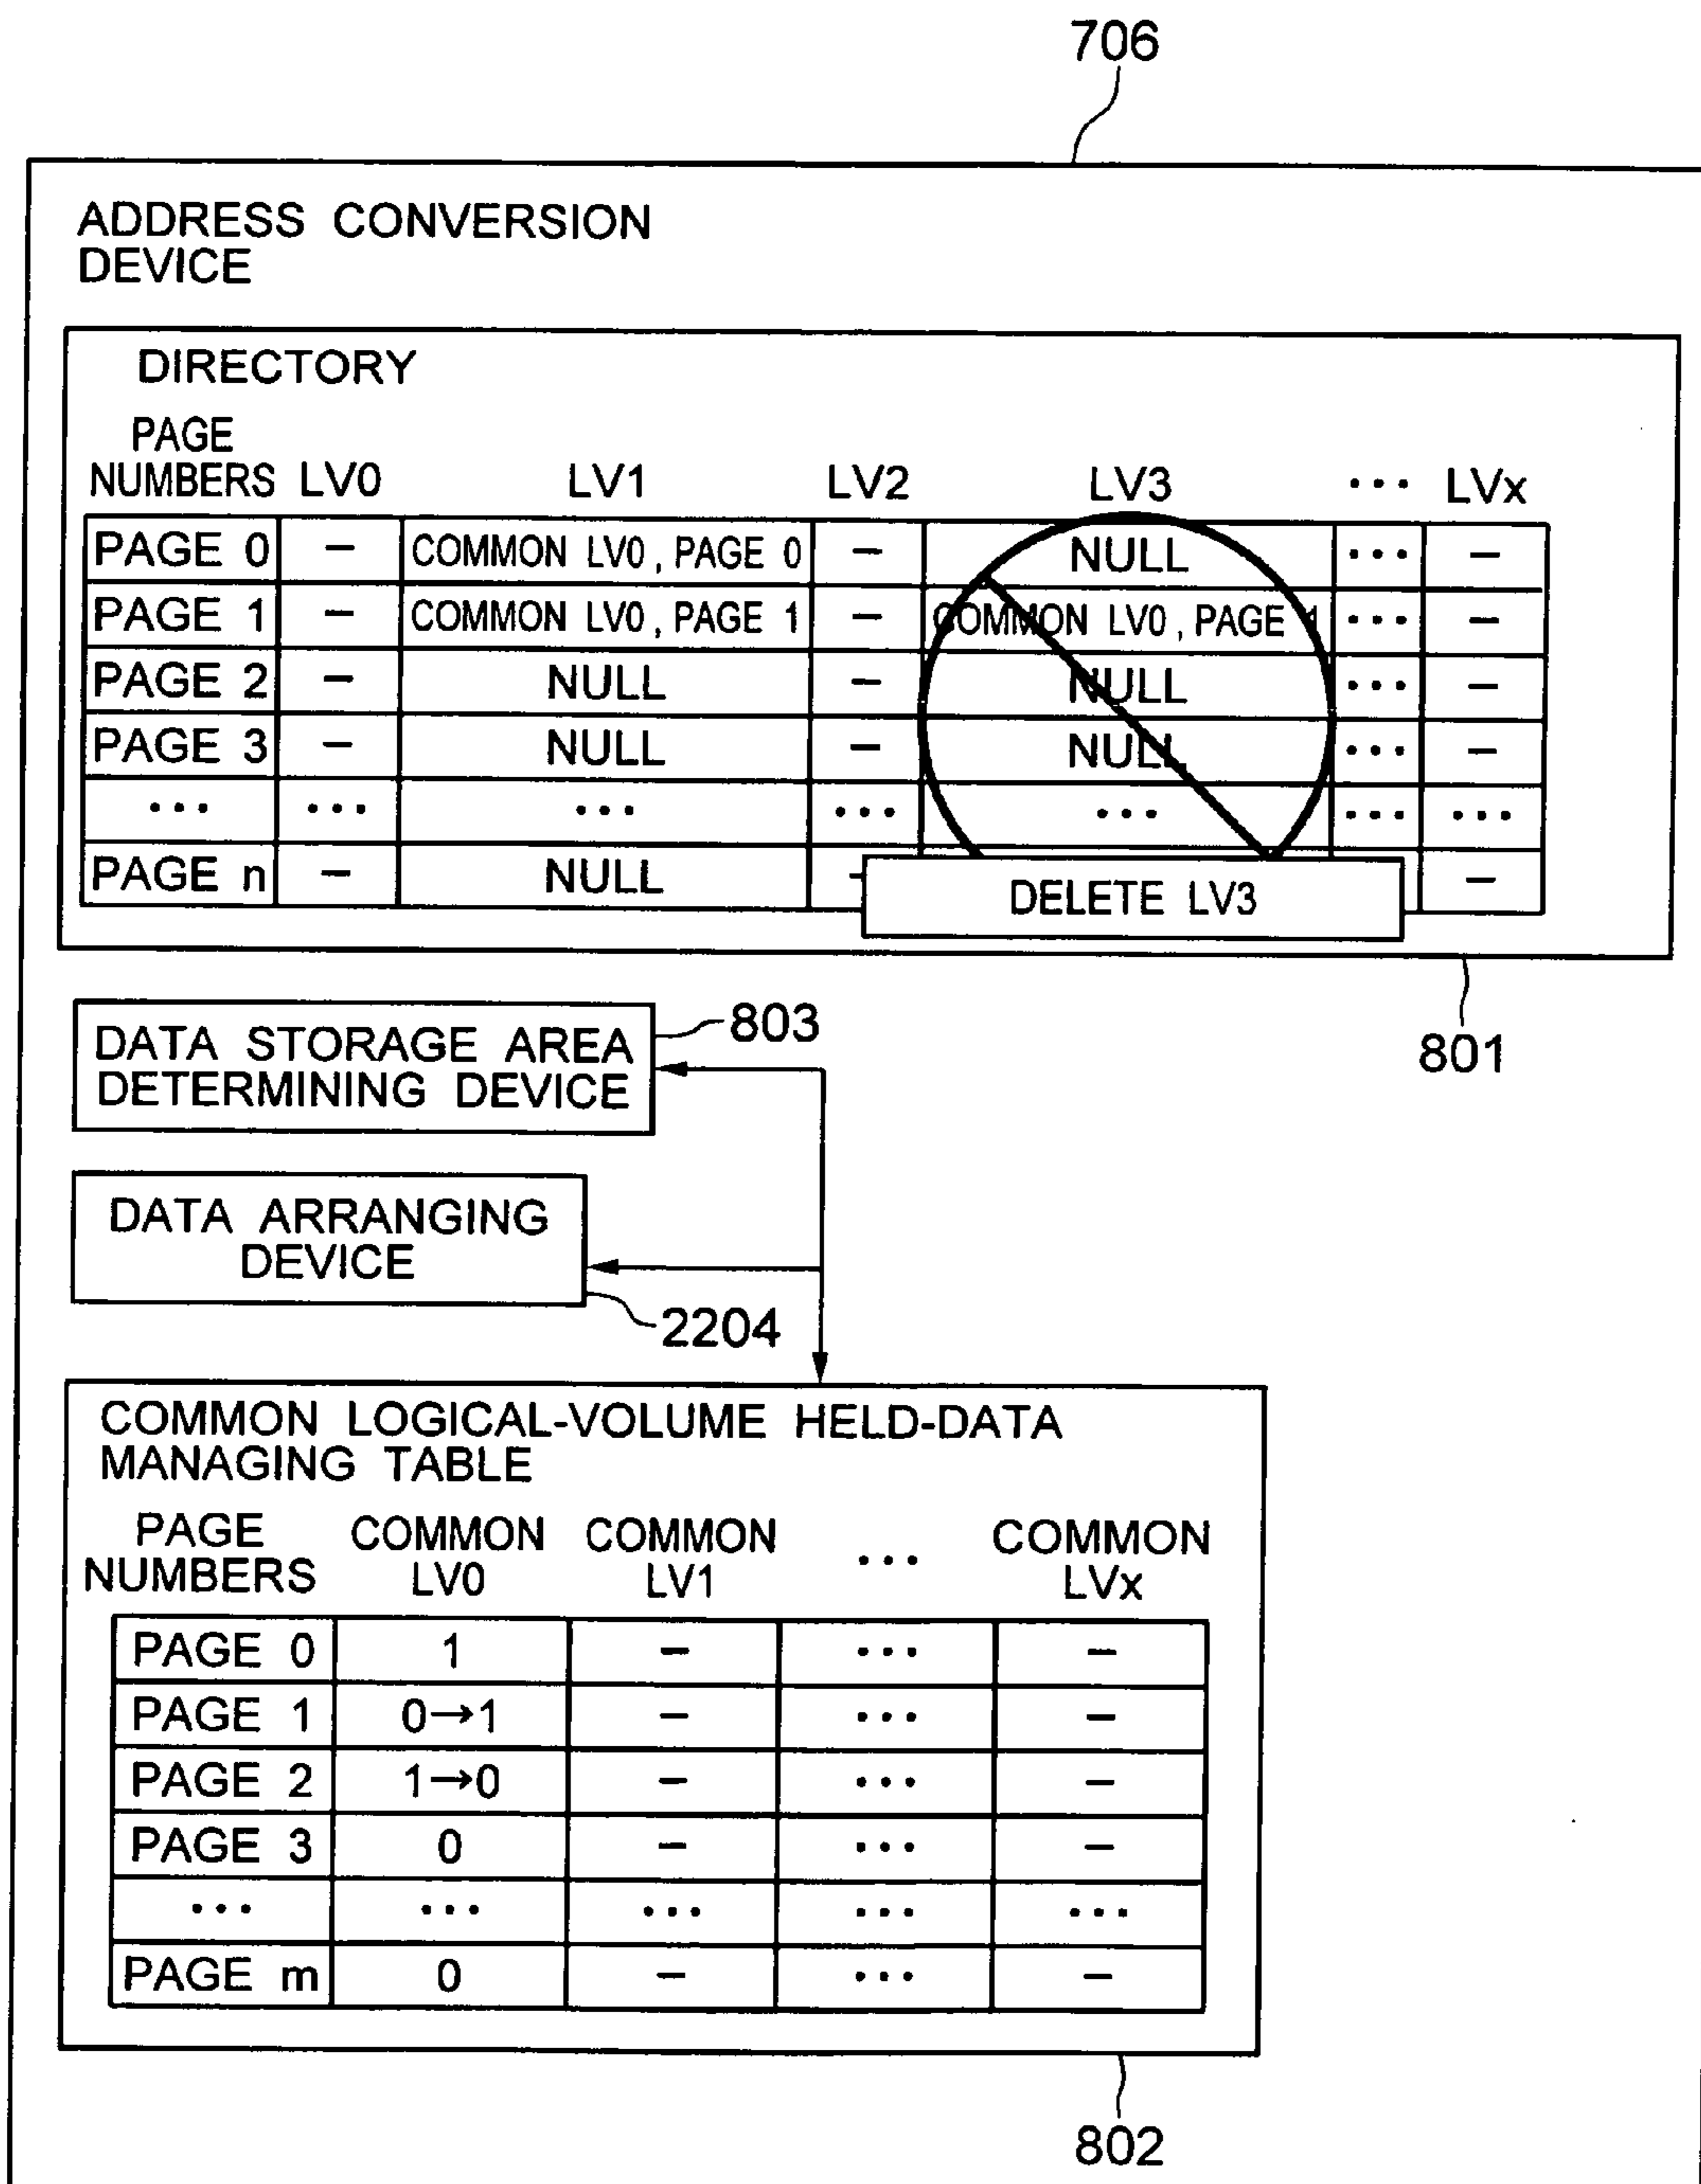 706
ADDRESS CONVERSION
DEVICE
DIRECTORY
PAGE
NUMBERS LV0 LV1 LV2 LV3 ... LVx
PAGE 0 – COMMON LV0, PAGE 0 – NULL ... –
PAGE 1 – COMMON LV0, PAGE 1 – COMMON LV0, PAGE 1 ... –
PAGE 2 – NULL – NULL ... –
PAGE 3 – NULL – NULL ... –
... ... ... ... ... ... ...
PAGE n – NULL – –
DELETE LV3
801
DATA STORAGE AREA
DETERMINING DEVICE
803
DATA ARRANGING
DEVICE
2204
COMMON LOGICAL-VOLUME HELD-DATA
MANAGING TABLE
PAGE COMMON COMMON ... COMMON
NUMBERS LV0 LV1 LVx
PAGE 0 1 – ... –
PAGE 1 0→1 – ... –
PAGE 2 1→0 – ... –
PAGE 3 0 – ... –
... ... ... ... ...
PAGE m 0 – ... –
802